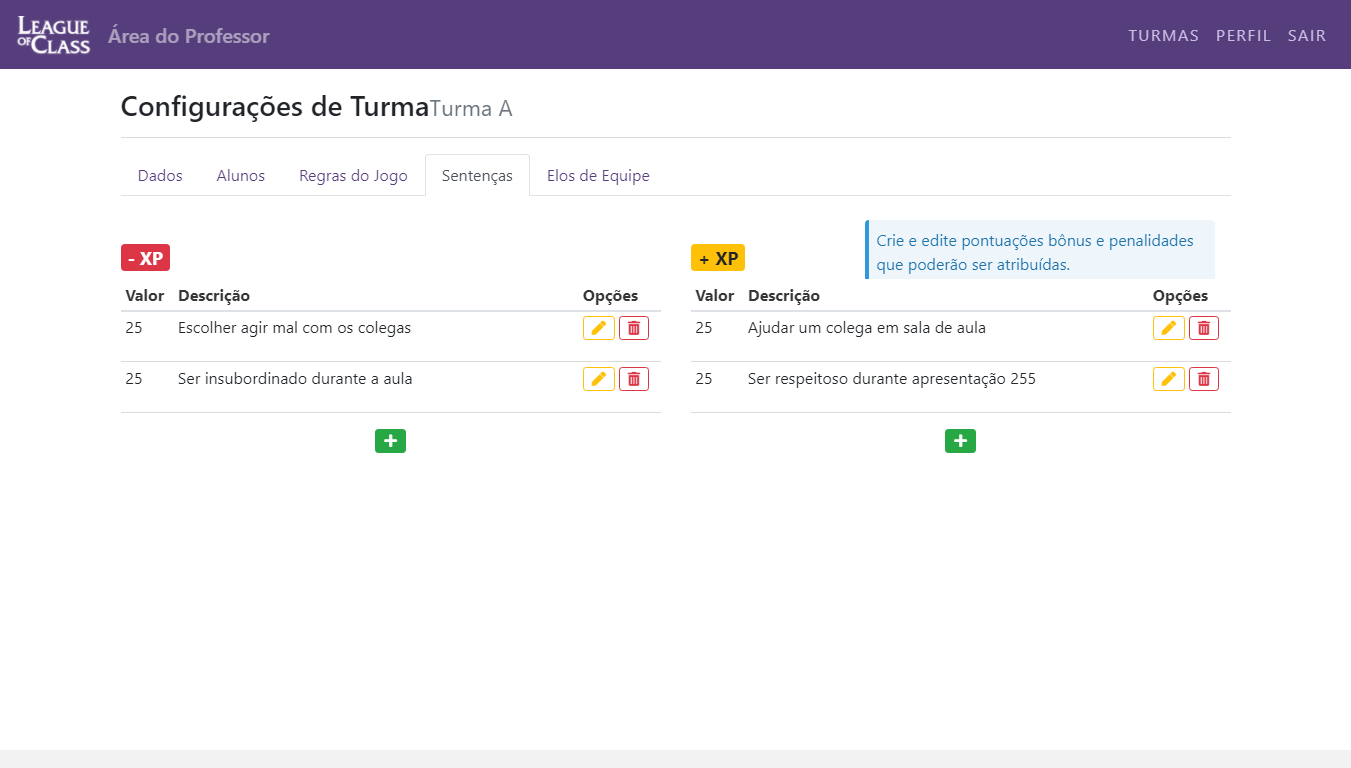 LEAGUE
OF CLASS
Área do Professor
TURMAS PERFIL SAIR
Configurações de Turma Turma A
Dados Alunos Regras do Jogo Sentenças Elos de Equipe
Crie e edite pontuações bônus e penalidades
que poderão ser atribuídas.
- XP
Valor Descrição Opções
25 Escolher agir mal com os colegas
25 Ser insubordinado durante a aula
+ XP
Valor Descrição Opções
25 Ajudar um colega em sala de aula
25 Ser respeitoso durante apresentação 255